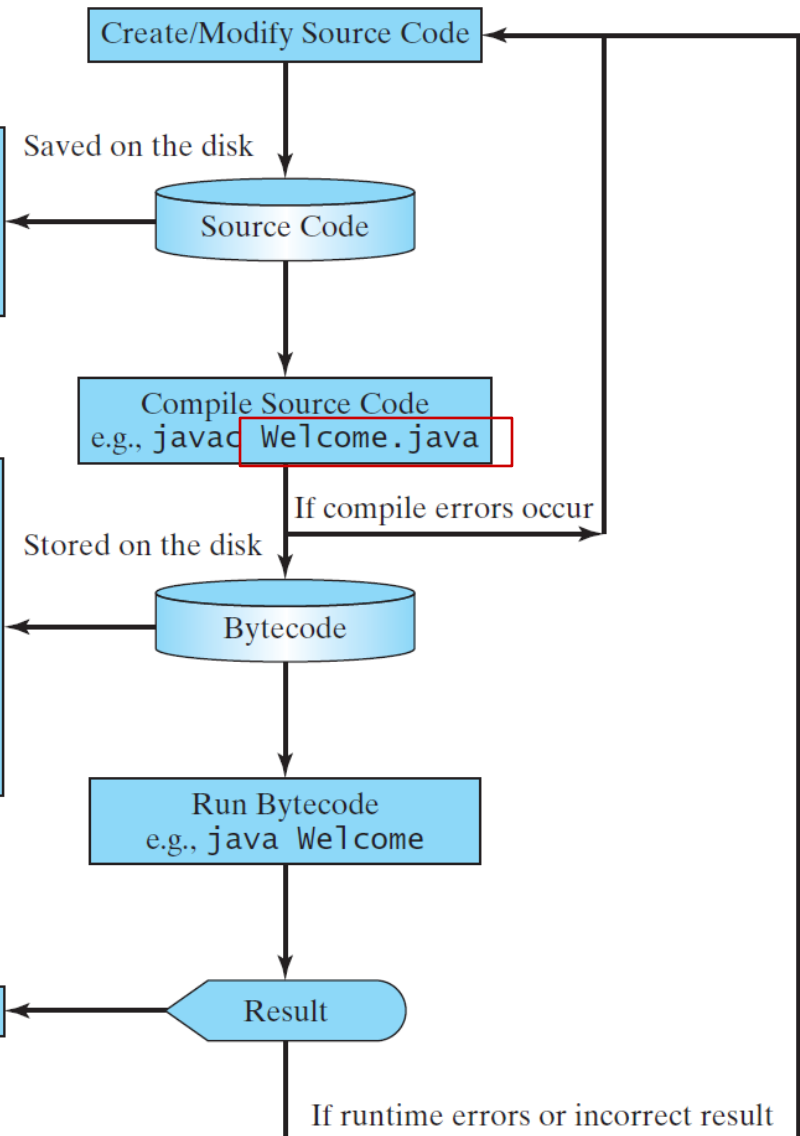 Create/Modify Source Code
Saved on the disk
Source Code
Compile Source Code
e.g., javac Welcome.java
If compile errors occur
Stored on the disk
Bytecode
Run Bytecode
e.g., java Welcome
Result
If runtime errors or incorrect result